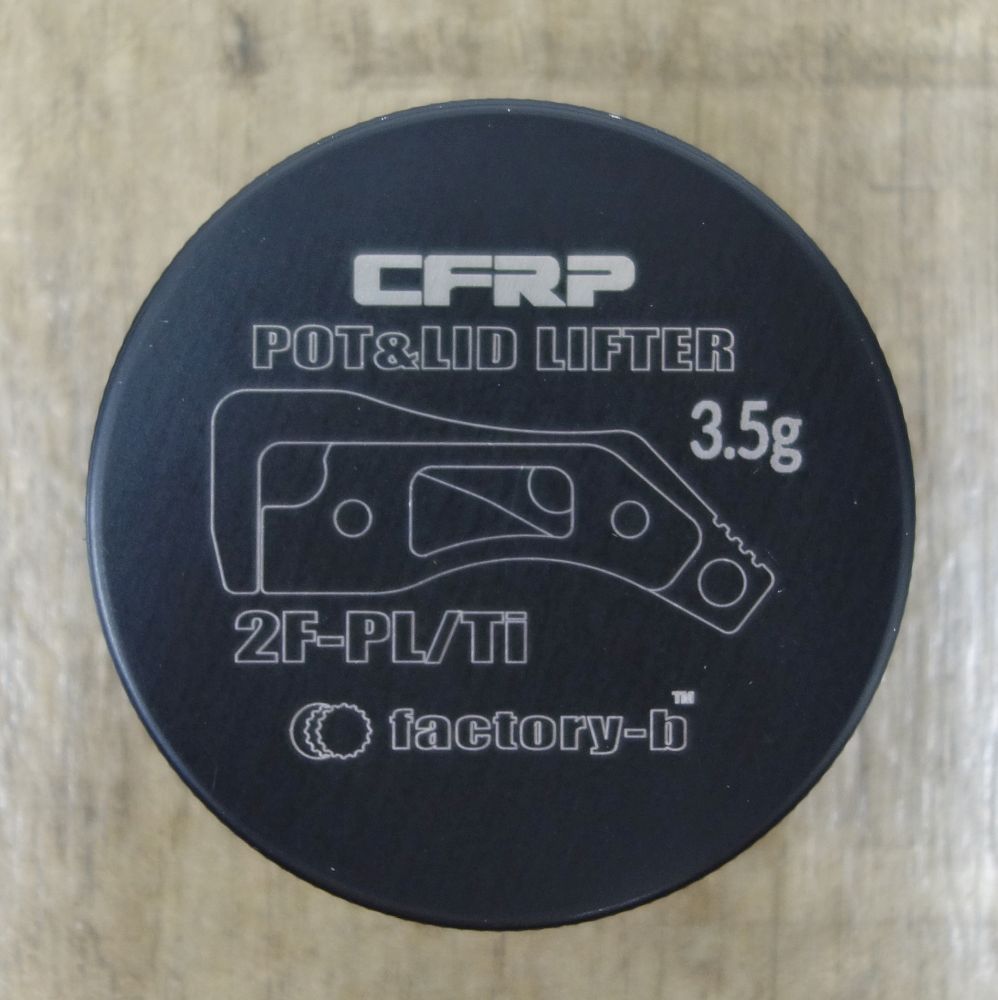 CFRP
POT&LID LIFTER
3.5g
2F-PL/Ti
factory-b™